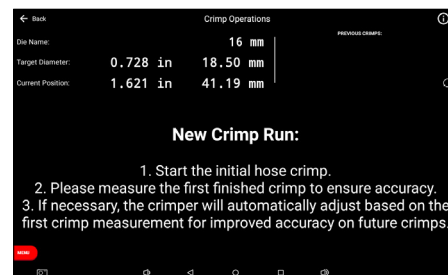 Back
Crimp Operations
PREVIOUS CRIMPS:
Die Name: 16 mm
Target Diameter: 0.728 in 18.50 mm
Current Position: 1.621 in 41.19 mm
New Crimp Run:
1. Start the initial hose crimp.
2. Please measure the first finished crimp to ensure accuracy.
3. If necessary, the crimper will automatically adjust based on the
first crimp measurement for improved accuracy on future crimps.
MENU